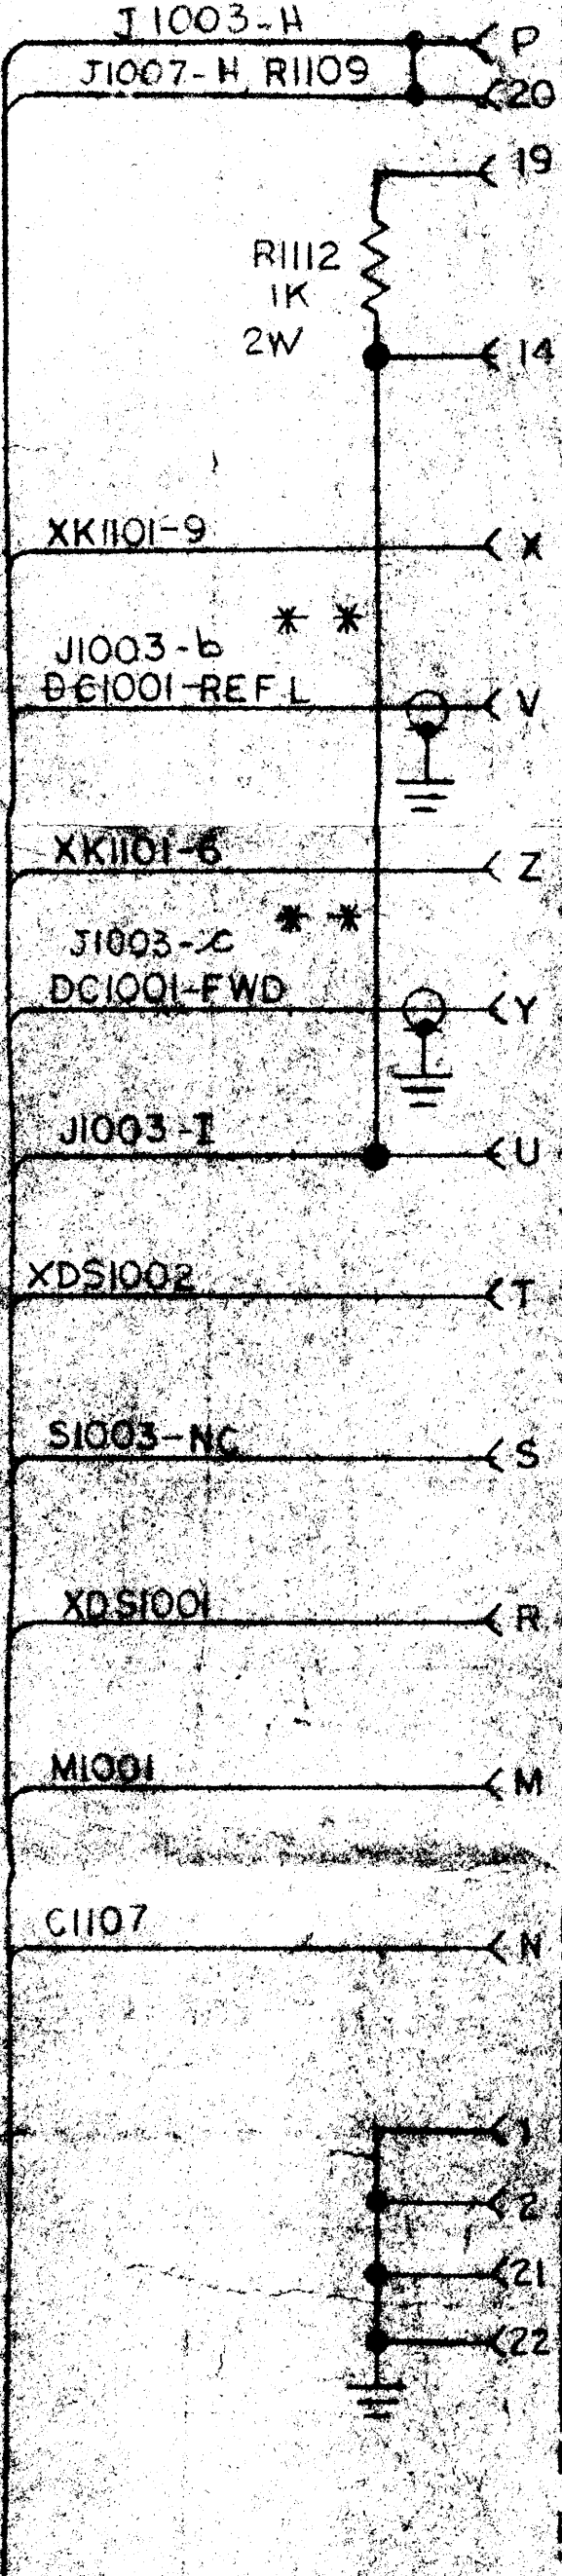 J1003-H
P
J1007-H R1109
20
19
R1112
1K
2W
14
XK1101-9
X
* *
J1003-b
DC1001-REFL
V
XK1101-6
Z
* *
J1003-c
DC1001-FWD
Y
J1003-I
U
XDS1002
T
S1003-NC
S
XDS1001
R
M1001
M
C1107
N
1
2
21
22